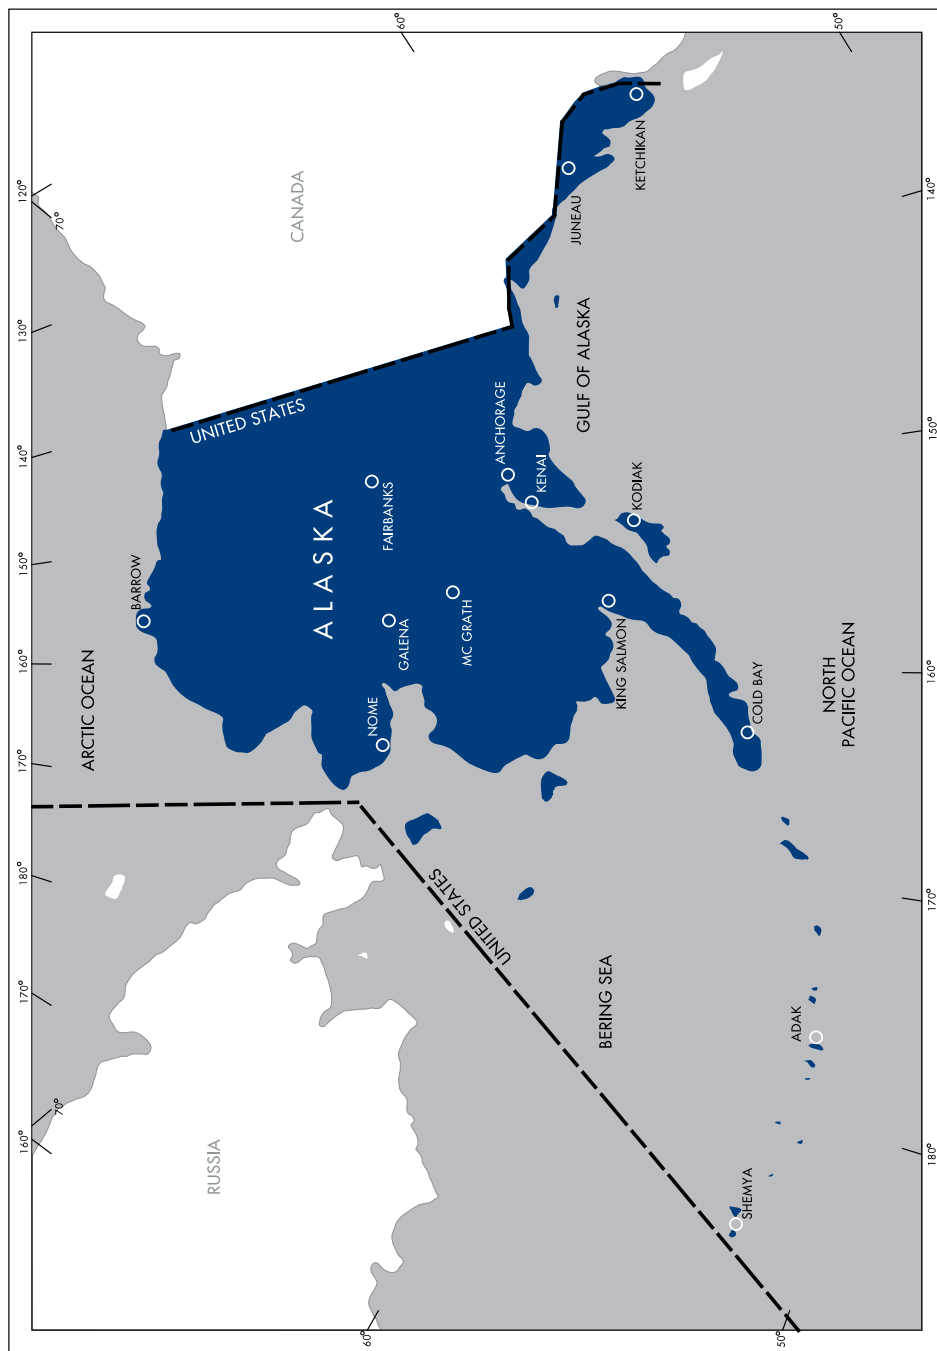 160°
170°
180°
170°
160°
150°
140°
130°
120°
70°
70°
ARCTIC OCEAN
BARROW
RUSSIA
CANADA
UNITED STATES
ALASKA
60°
60°
NOME
GALENA
FAIRBANKS
MC GRATH
UNITED STATES
ANCHORAGE
KENAI
JUNEAU
GULF OF ALASKA
BERING SEA
KING SALMON
KODIAK
KETCHIKAN
SHEMYA
COLD BAY
ADAK
NORTH
PACIFIC OCEAN
50°
50°
180°
170°
160°
150°
140°